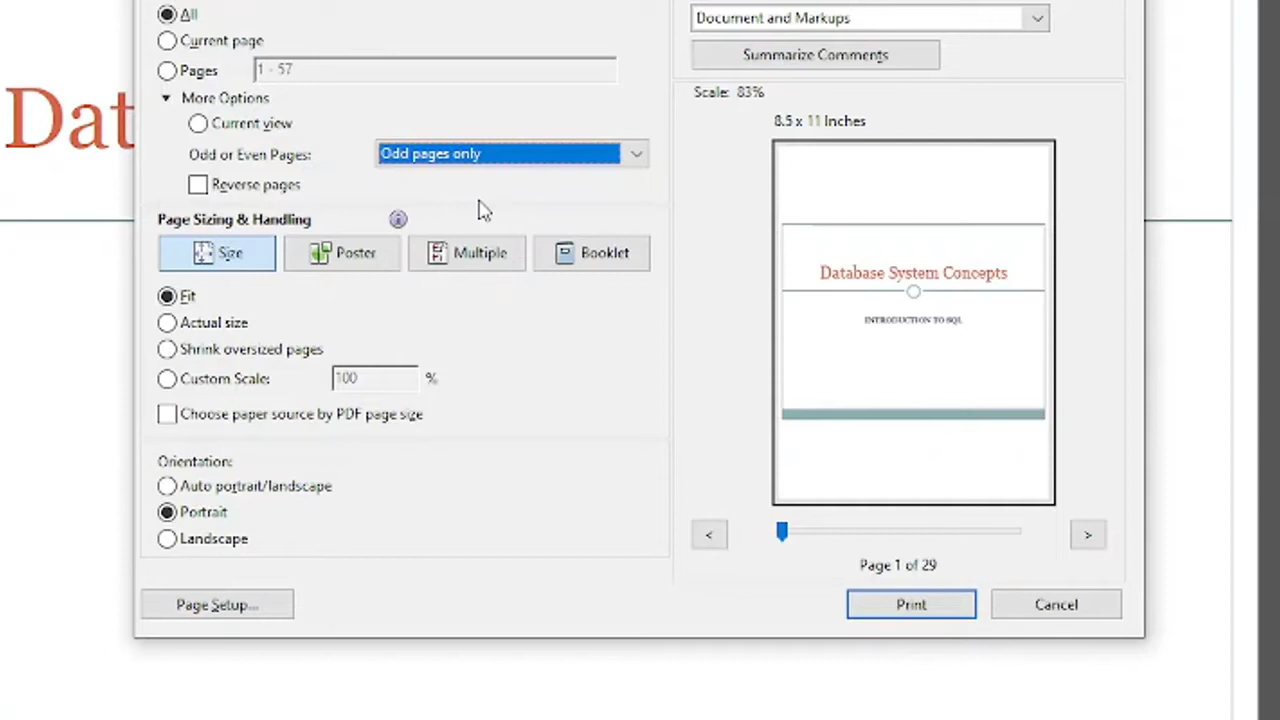 All
Current page
Pages 1 - 57
More Options
Current view
Odd or Even Pages: Odd pages only
Reverse pages
Page Sizing & Handling
Size Poster Multiple Booklet
Fit
Actual size
Shrink oversized pages
Custom Scale: 100 %
Choose paper source by PDF page size
Orientation:
Auto portrait/landscape
Portrait
Landscape
Page Setup...
Document and Markups
Summarize Comments
Scale: 83%
8.5 x 11 Inches
Database System Concepts
INTRODUCTION TO SQL
< >
Page 1 of 29
Print Cancel
Dat